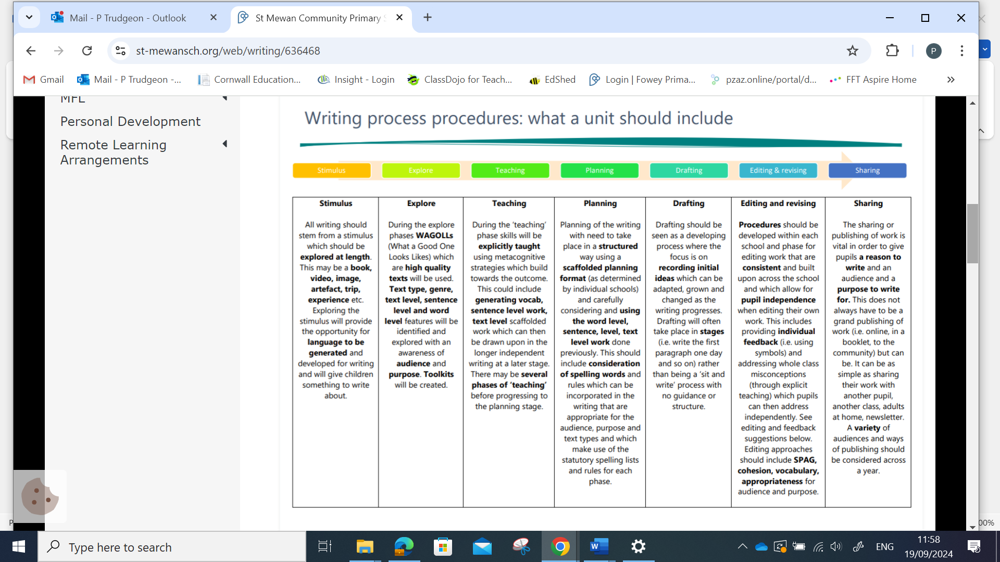 Mail - P Trudgeon - Outlook
St Mewan Community Primary S
st-mewansch.org/web/writing/636468
P
Gmail
Mail - P Trudgeon -...
Cornwall Education...
Insight - Login
ClassDojo for Teach...
EdShed
Login | Fowey Prima...
pzaz.online/portal/d...
FFT Aspire Home
MFL
Personal Development
Remote Learning
Arrangements
Writing process procedures: what a unit should include
Stimulus
Explore
Teaching
Planning
Drafting
Editing & revising
Sharing
Stimulus
All writing should
stem from a stimulus
which should be
explored at length.
This may be a book,
video, image,
artefact, trip,
experience etc.
Exploring the
stimulus will provide
the opportunity for
language to be
generated and
developed for writing
and will give children
something to write
about.
Explore
During the explore
phases WAGOLLs
(What a Good One
Looks Likes) which
are high quality
texts will be used.
Text type, genre,
text level, sentence
level and word
level features will be
identified and
explored with an
awareness of
audience and
purpose. Toolkits
will be created.
Teaching
During the ‘teaching’
phase skills will be
explicitly taught
using metacognitive
strategies which build
towards the outcome.
This could include
generating vocab,
sentence level work,
text level scaffolded
work which can then
be drawn upon in the
longer independent
writing at a later stage.
There may be several
phases of ‘teaching’
before progressing to
the planning stage.
Planning
Planning of the writing
with need to take
place in a structured
way using a
scaffolded planning
format (as determined
by individual schools)
and carefully
considering and using
the word level,
sentence, level, text
level work done
previously. This should
include consideration
of spelling words and
rules which can be
incorporated in the
writing that are
appropriate for the
audience, purpose and
text types and which
make use of the
statutory spelling lists
and rules for each
phase.
Drafting
Drafting should be
seen as a developing
process where the
focus is on
recording initial
ideas which can be
adapted, grown and
changed as the
writing progresses.
Drafting will often
take place in stages
(i.e. write the first
paragraph one day
and so on) rather
than being a ‘sit and
write’ process with
no guidance or
structure.
Editing and revising
Procedures should be
developed within each
school and phase for
editing work that are
consistent and built
upon across the school
and which allow for
pupil independence
when editing their own
work. This includes
providing individual
feedback (i.e. using
symbols) and
addressing whole class
misconceptions
(through explicit
teaching) which pupils
can then address
independently. See
editing and feedback
suggestions below.
Editing approaches
should include SPAG,
cohesion, vocabulary,
appropriateness for
audience and purpose.
Sharing
The sharing or
publishing of work is
vital in order to give
pupils a reason to
write and an
audience and a
purpose to write
for. This does not
always have to be a
grand publishing of
work (i.e. online, in a
booklet, to the
community) but can
be. It can be as
simple as sharing
their work with
another pupil,
another class, adults
at home, newsletter.
A variety of
audiences and ways
of publishing should
be considered across
a year.
P
00%
Type here to search
W
ENG
11:58
19/09/2024